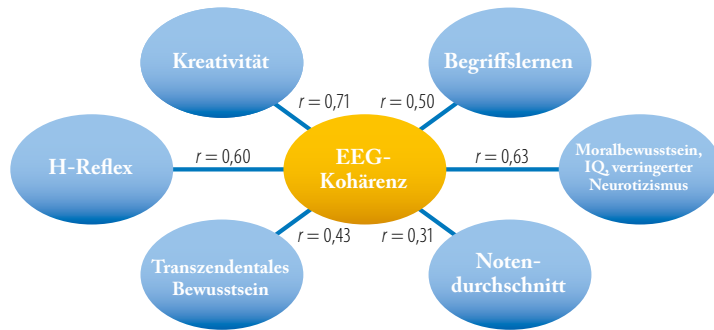 Kreativität
Begriffslernen
r = 0,71
r = 0,50
H-Reflex
r = 0,60
EEG-
Kohärenz
r = 0,63
Moralbewusstsein,
IQ, verringerter
Neurotizismus
r = 0,43
r = 0,31
Transzendentales
Bewusstsein
Noten-
durchschnitt